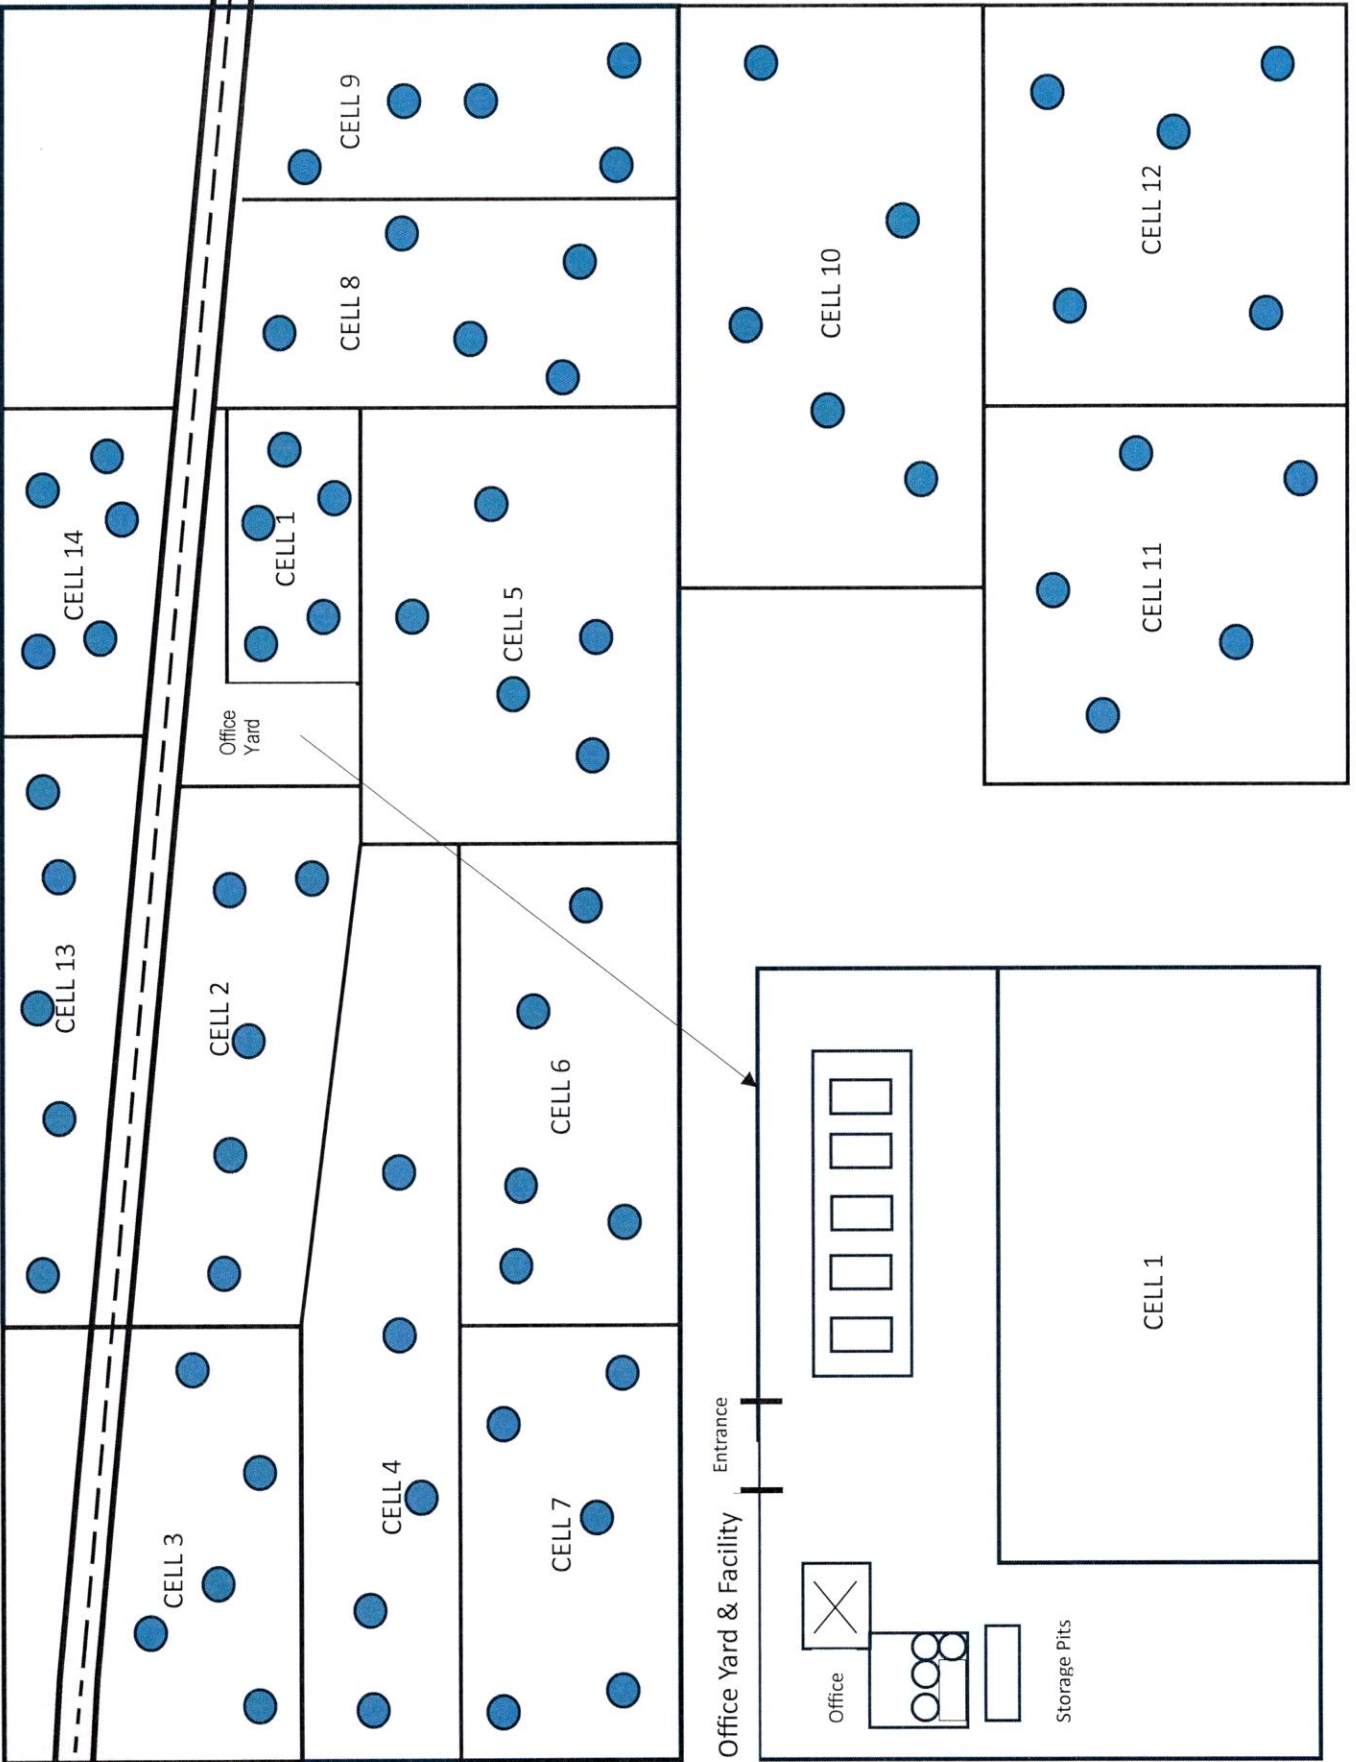 CELL 14
CELL 13
CELL 9
CELL 8
CELL 1
Office
Yard
CELL 2
CELL 3
CELL 5
CELL 4
CELL 6
CELL 7
CELL 10
CELL 12
CELL 11
Office Yard & Facility
Entrance
Office
Storage Pits
CELL 1